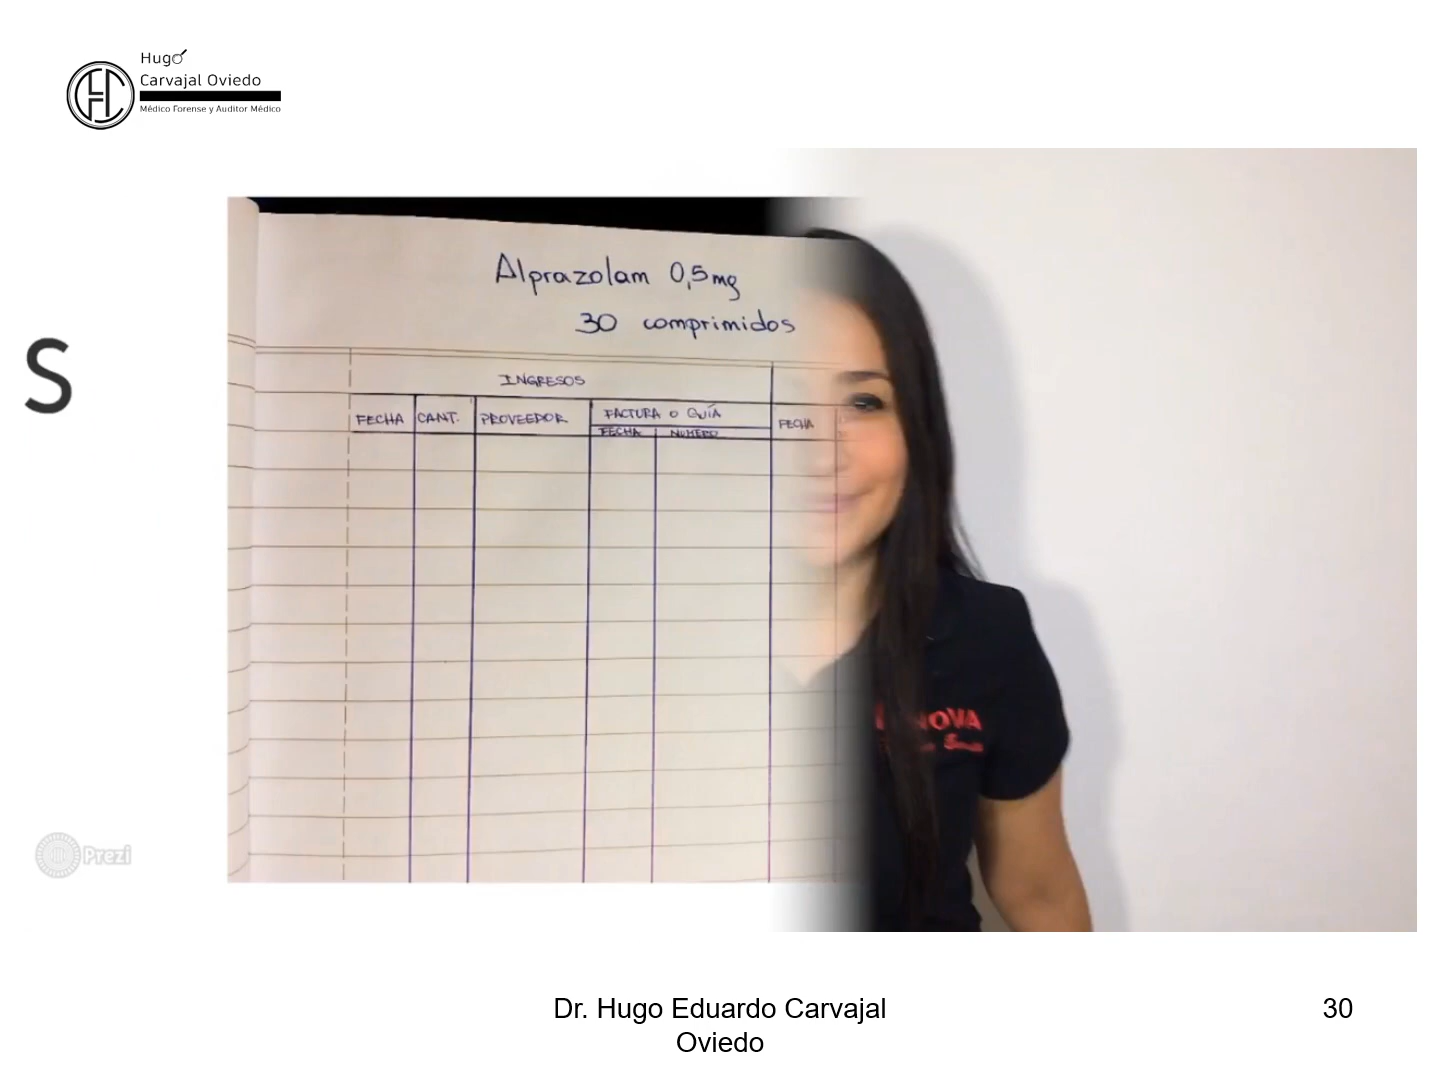 Hugo
Carvajal Oviedo
Médico Forense y Auditor Médico
Alprazolam 0,5mg
30 comprimidos
S
INGRESOS
FECHA CANT. PROVEEDOR FACTURA O GUÍA FECHA
FECHA NUMERO
NOVA
Prezi
Dr. Hugo Eduardo Carvajal
Oviedo
30